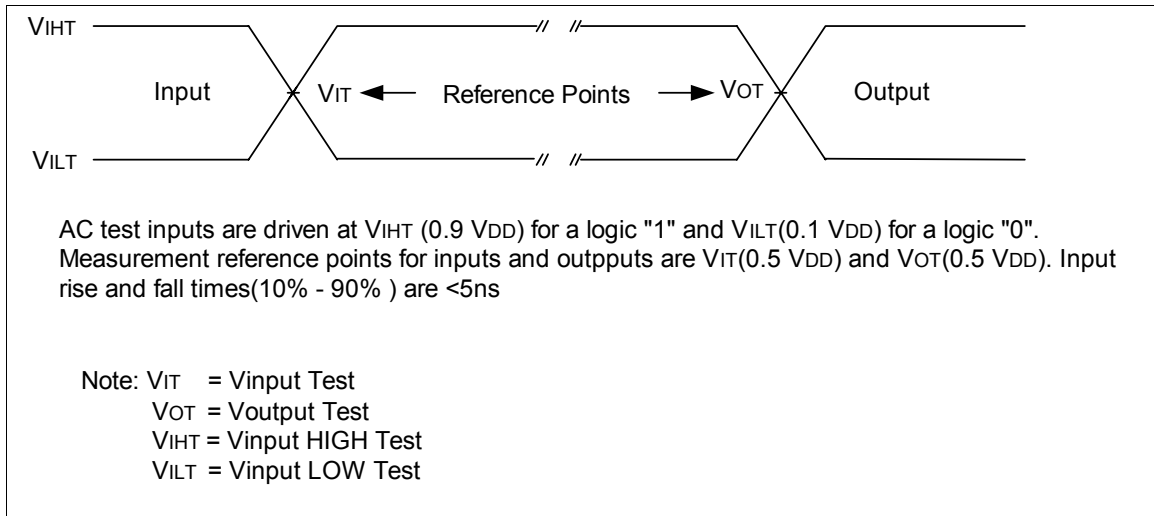 VIHT
Input VIT Reference Points VOT Output
VILT
AC test inputs are driven at VIHT (0.9 VDD) for a logic "1" and VILT(0.1 VDD) for a logic "0".
Measurement reference points for inputs and outpputs are VIT(0.5 VDD) and VOT(0.5 VDD). Input
rise and fall times(10% - 90% ) are <5ns
Note: VIT = Vinput Test
VOT = Voutput Test
VIHT = Vinput HIGH Test
VILT = Vinput LOW Test